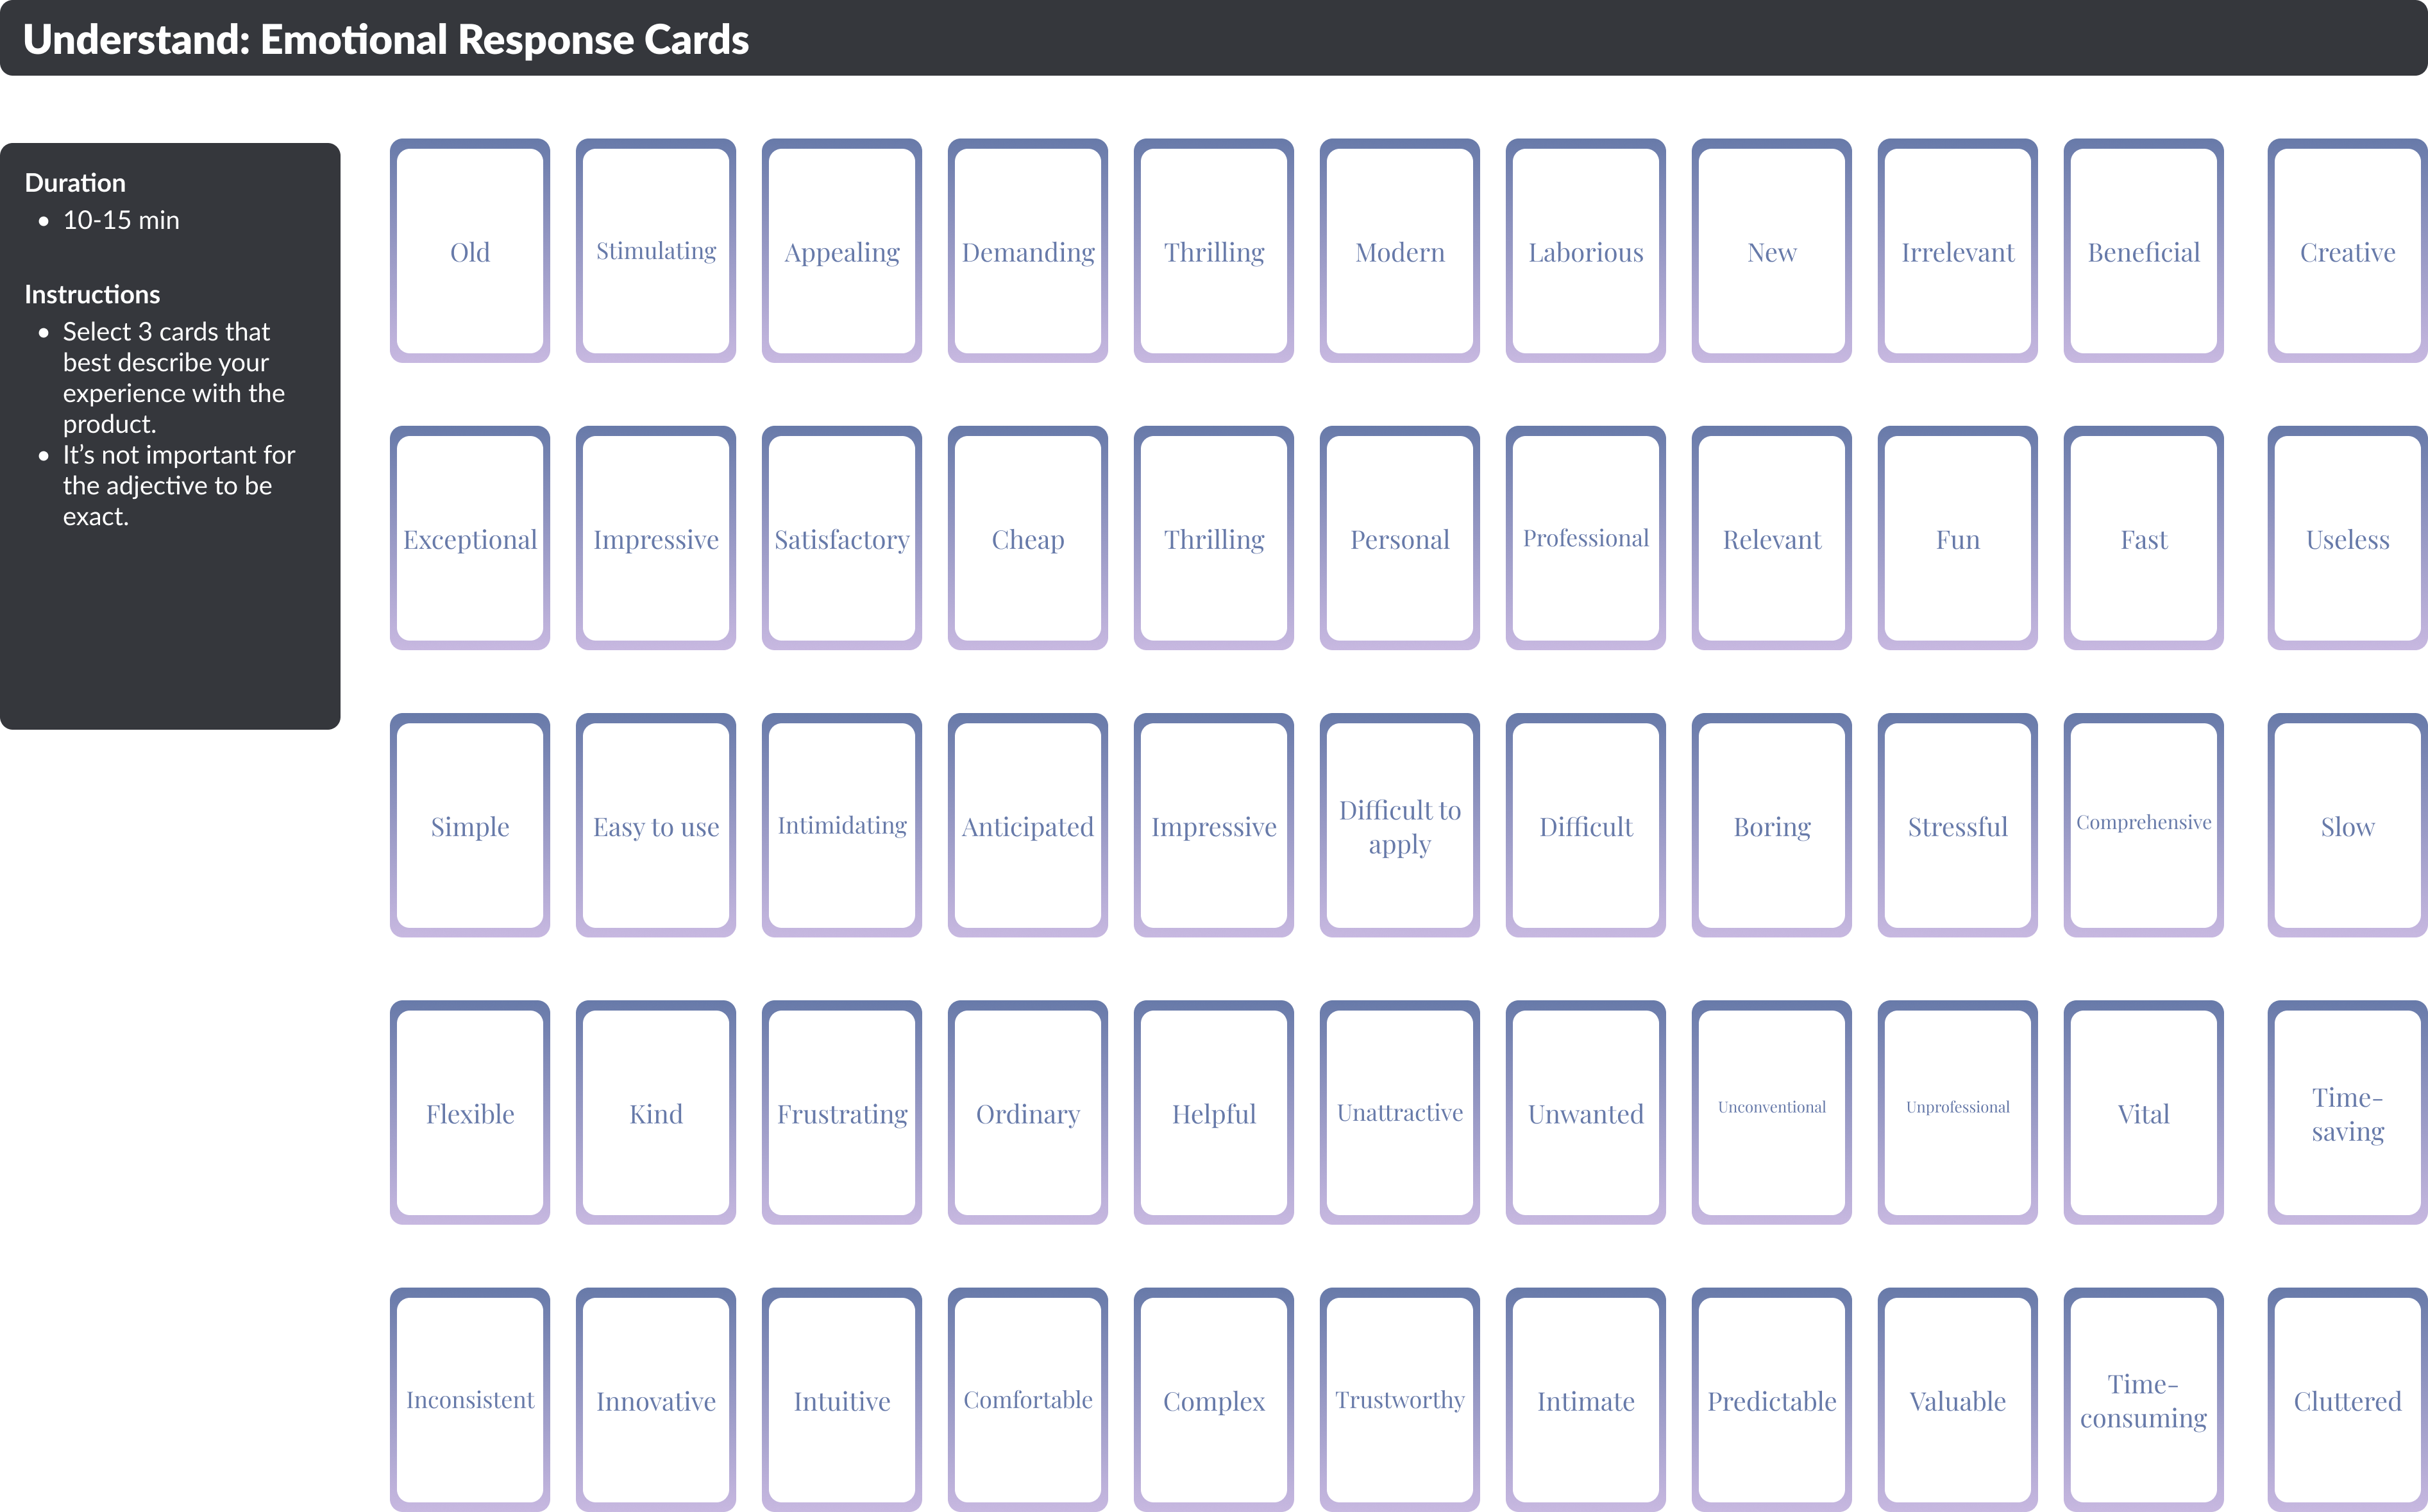 Understand: Emotional Response Cards
Duration
• 10-15 min
Instructions
• Select 3 cards that
best describe your
experience with the
product.
• It’s not important for
the adjective to be
exact.
Old
Stimulating
Appealing
Demanding
Thrilling
Modern
Laborious
New
Irrelevant
Beneficial
Creative
Exceptional
Impressive
Satisfactory
Cheap
Thrilling
Personal
Professional
Relevant
Fun
Fast
Useless
Simple
Easy to use
Intimidating
Anticipated
Impressive
Difficult to
apply
Difficult
Boring
Stressful
Comprehensive
Slow
Flexible
Kind
Frustrating
Ordinary
Helpful
Unattractive
Unwanted
Unconventional
Unprofessional
Vital
Time-
saving
Inconsistent
Innovative
Intuitive
Comfortable
Complex
Trustworthy
Intimate
Predictable
Valuable
Time-
consuming
Cluttered